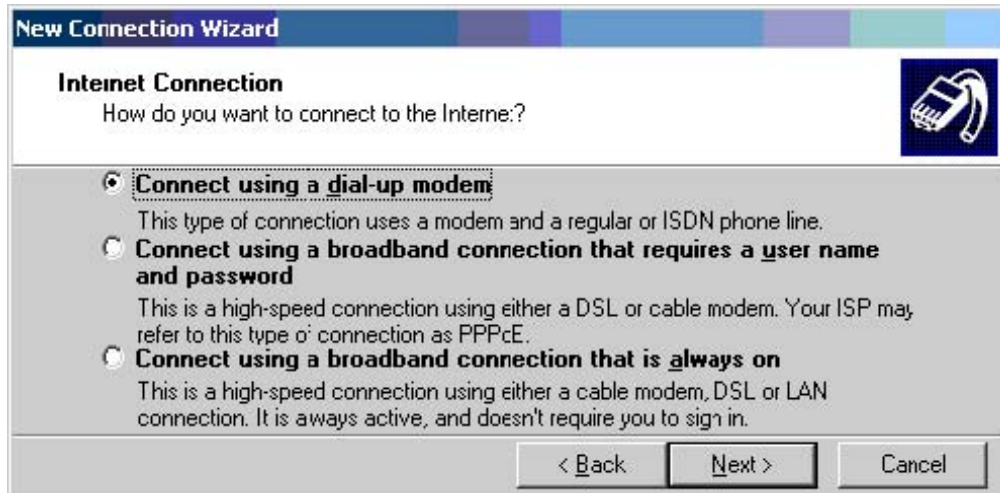 New Connection Wizard
Internet Connection
How do you want to connect to the Internet?
Connect using a dial-up modem
This type of connection uses a modem and a regular or ISDN phone line.
Connect using a broadband connection that requires a user name
and password
This is a high-speed connection using either a DSL or cable modem. Your ISP may
refer to this type of connection as PPPoE.
Connect using a broadband connection that is always on
This is a high-speed connection using either a cable modem, DSL or LAN
connection. It is aways active, and doesn't require you to sign in.
< Back
Next >
Cancel